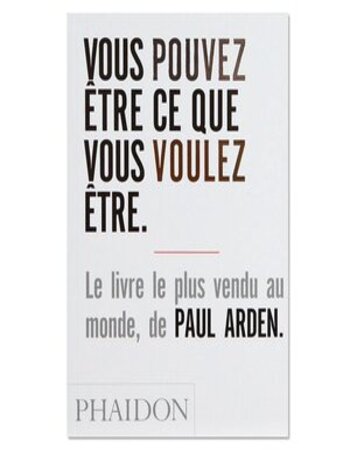 VOUS POUVEZ
ÊTRE CE QUE
VOUS VOULEZ
ÊTRE.
Le livre le plus vendu au
monde, de PAUL ARDEN.
PHAIDON